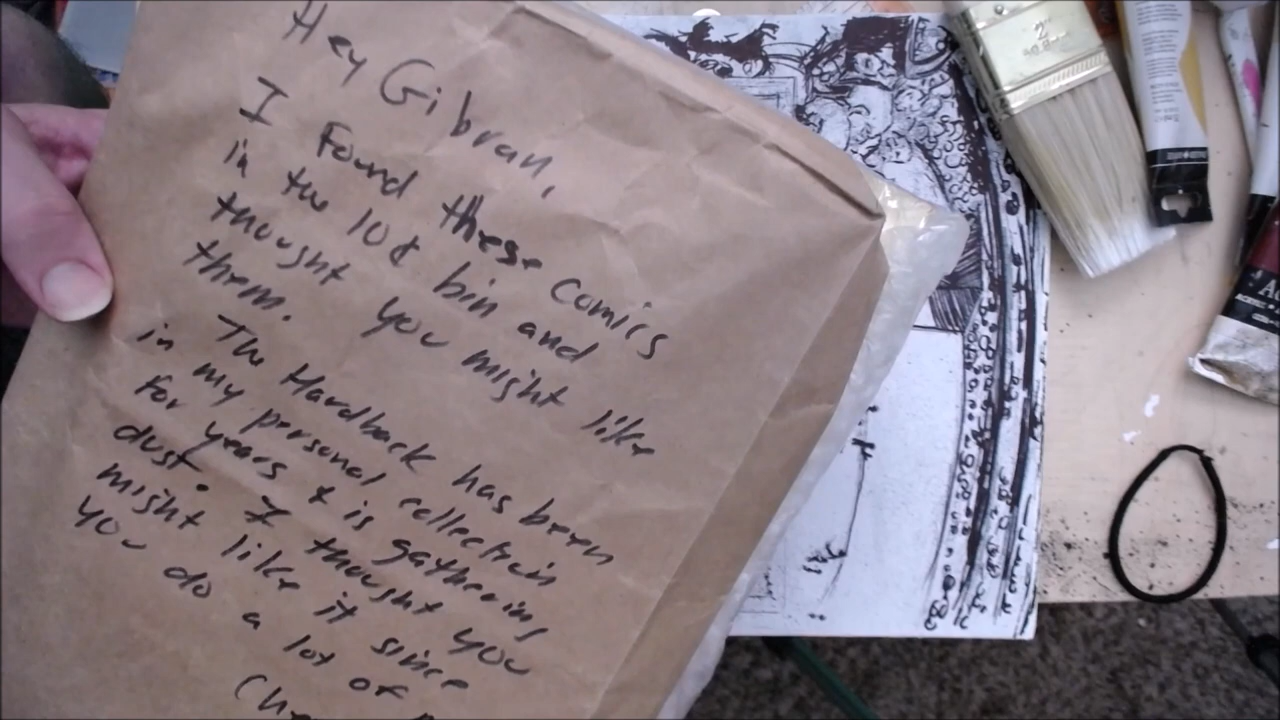 Hey Gibran,
I found these comics
in the 10¢ bin and
thought you might like
them.
The Hardback has been
in my personal collection
for years & is gathering
dust. I thought you
might like it since
you do a lot of
2"